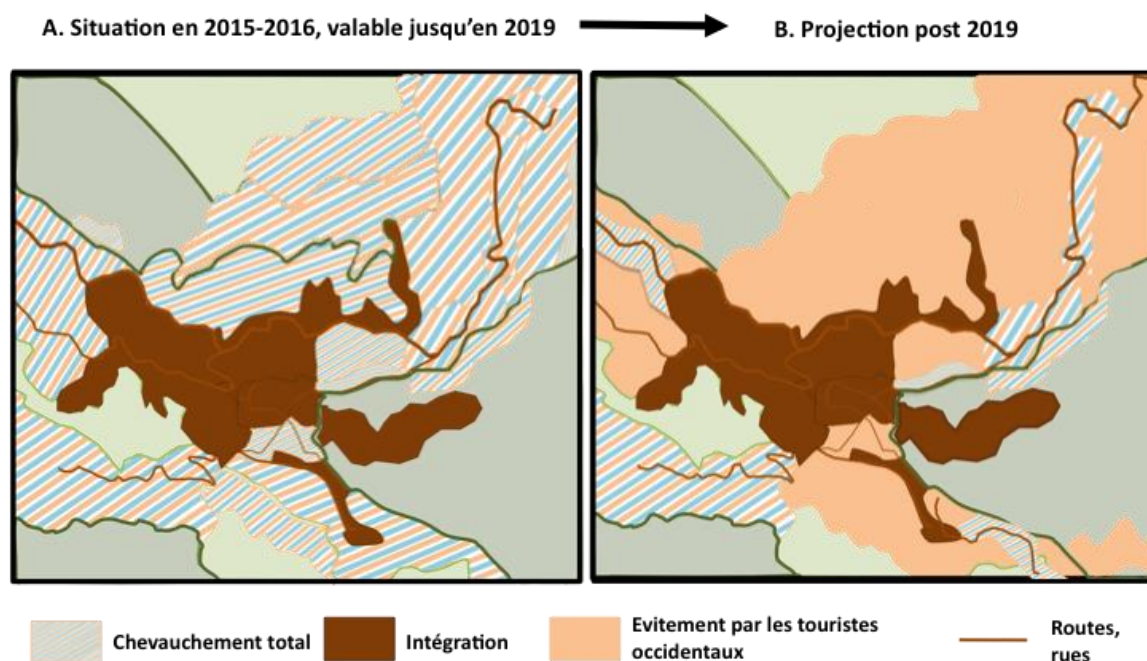 A. Situation en 2015-2016, valable jusqu'en 2019
B. Projection post 2019
Chevauchement total
Intégration
Evitement par les touristes
occidentaux
Routes,
rues